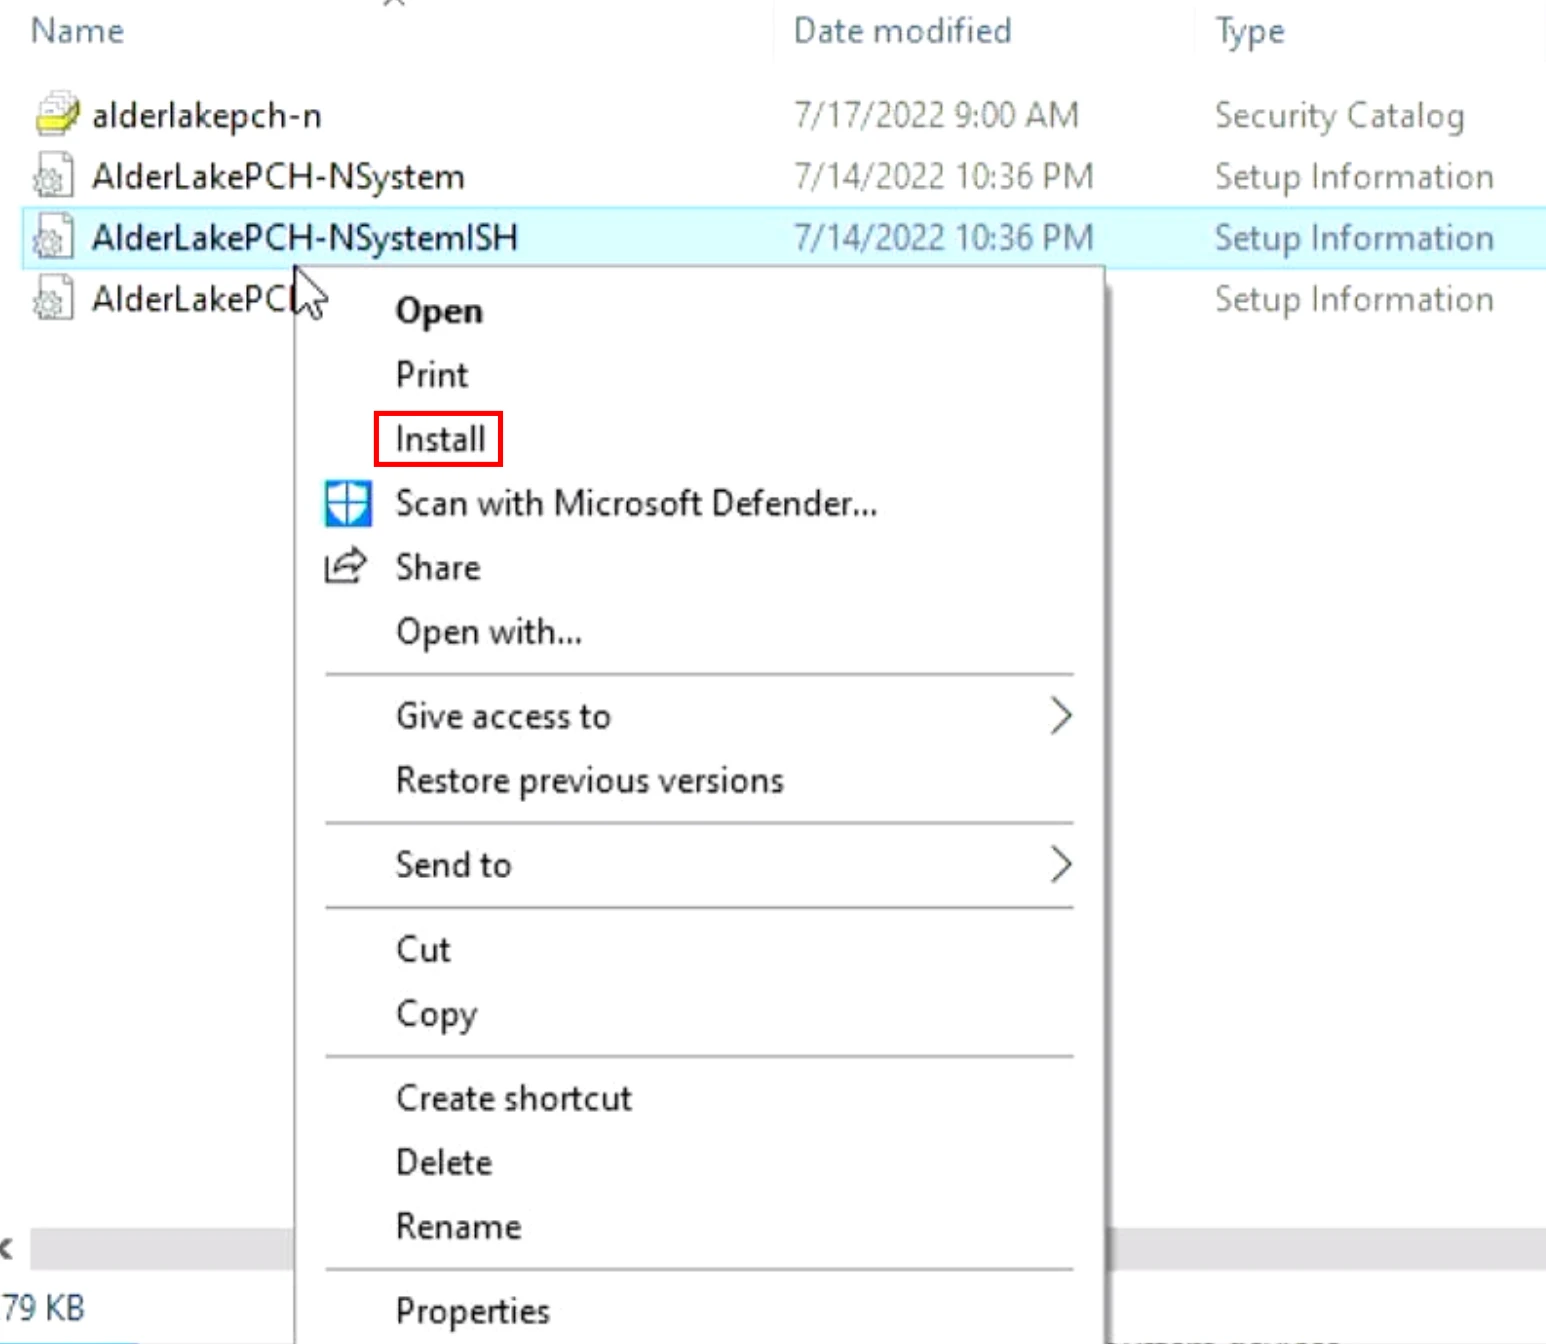 Name Date modified Type
alderlakepch-n 7/17/2022 9:00 AM Security Catalog
AlderLakePCH-NSystem 7/14/2022 10:36 PM Setup Information
AlderLakePCH-NSystemISH 7/14/2022 10:36 PM Setup Information
Setup Information
Open
Print
Install
Scan with Microsoft Defender...
Share
Open with...
Give access to
Restore previous versions
Send to
Cut
Copy
Create shortcut
Delete
Rename
79 KB
Properties